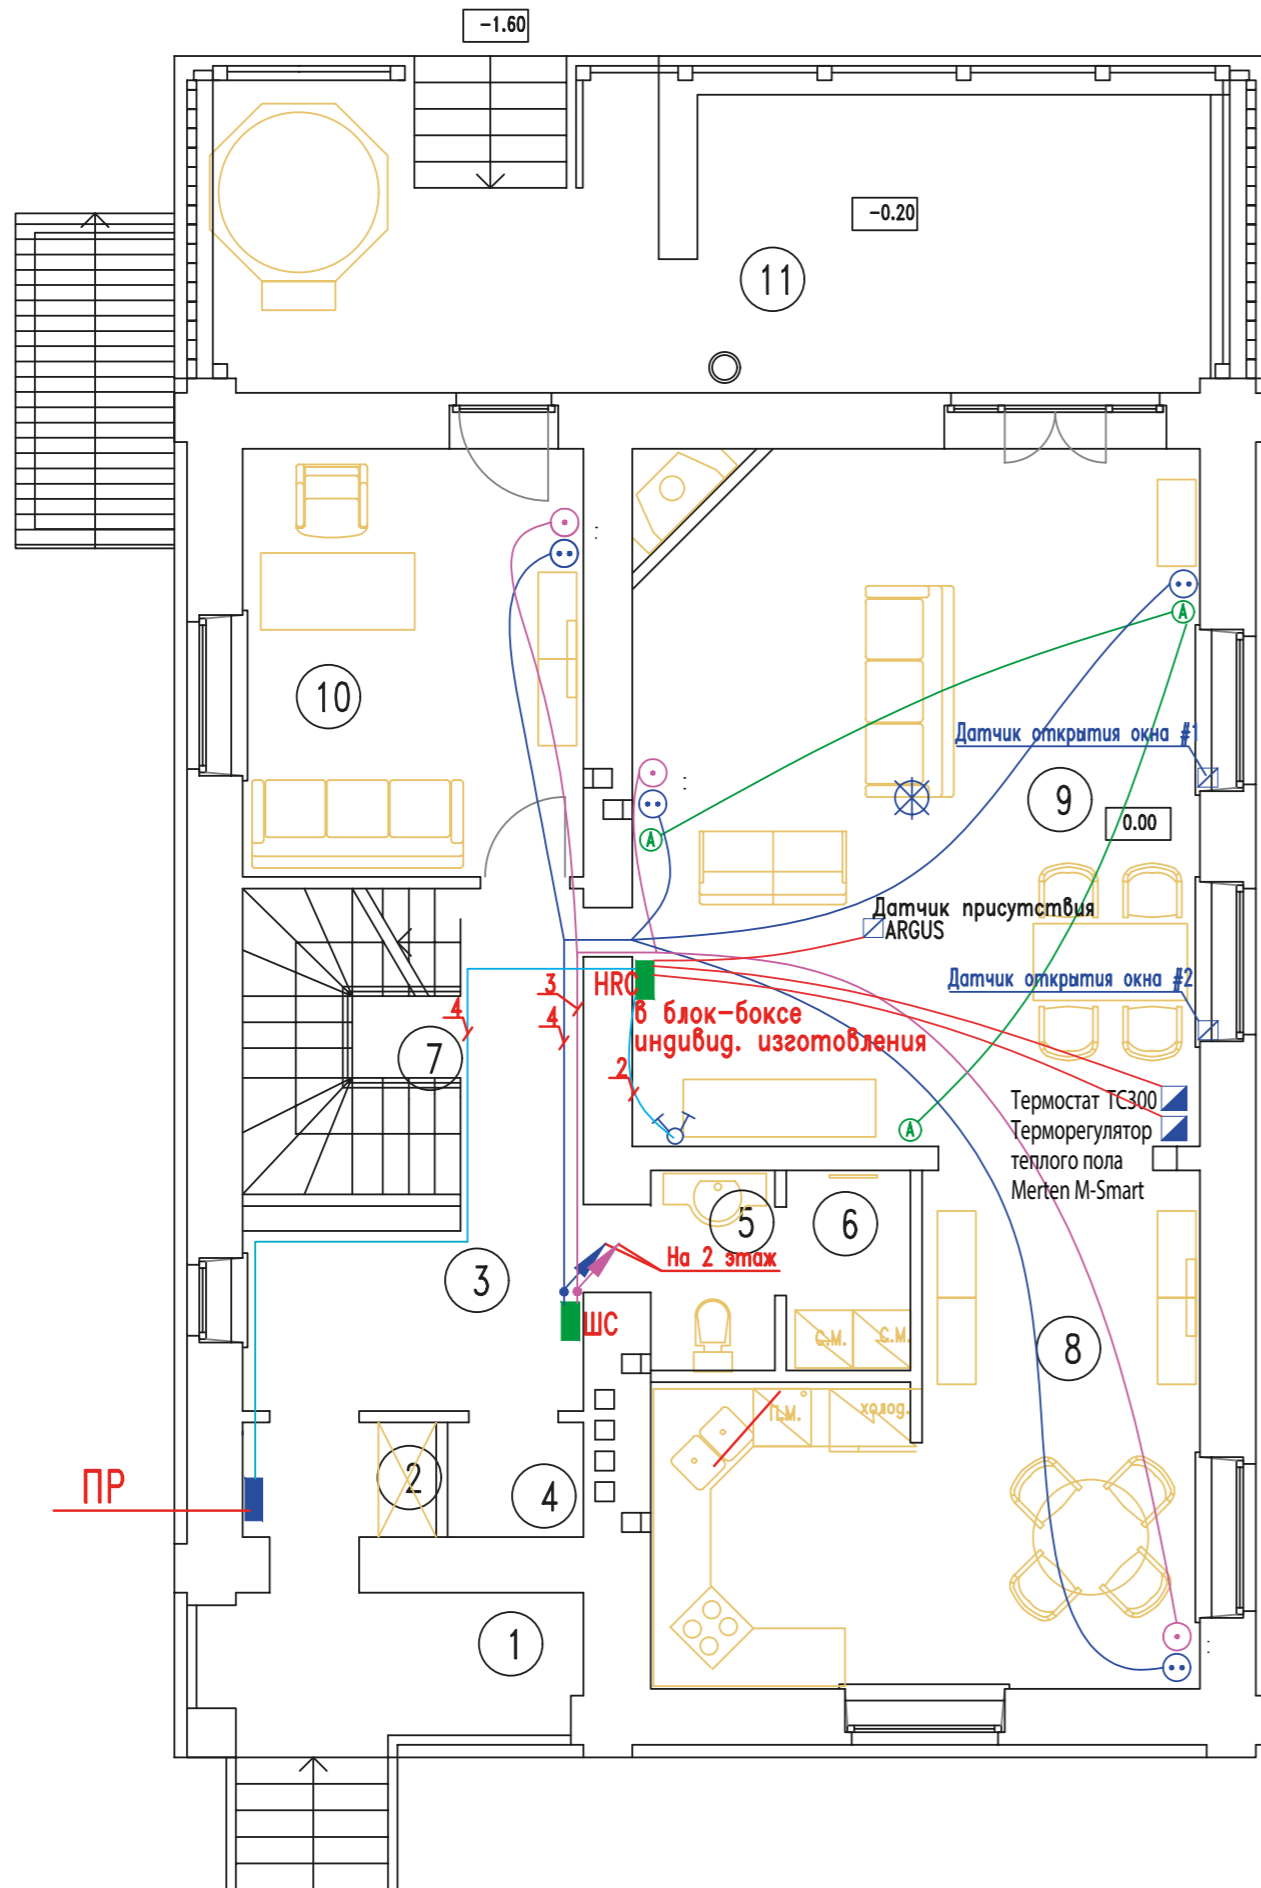 -1.60
-0.20
11
10
Датчик открытия окна #1
9
0.00
Датчик присутствия
ARGUS
Датчик открытия окна #2
3
4
4
HRC
в блок-боксе
индивид. изготовления
7
2
Термостат TC300
Терморегулятор
теплого пола
Merten M-Smart
A
A
A
5
6
На 2 этаж
3
ШС
С.М.
С.М.
8
П.М.
холод.
ПР
2
4
1